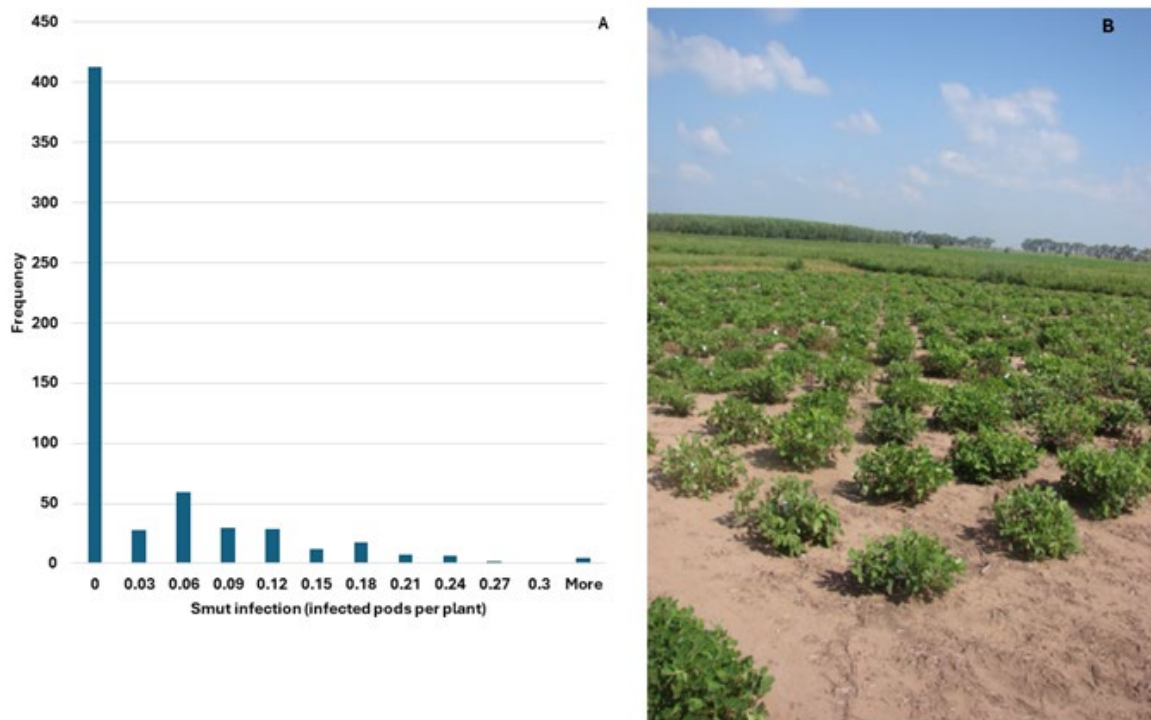 A
450
400
350
300
250
200
150
100
50
0
Frequency
0 0.03 0.06 0.09 0.12 0.15 0.18 0.21 0.24 0.27 0.3 More
Smut infection (infected pods per plant)
B